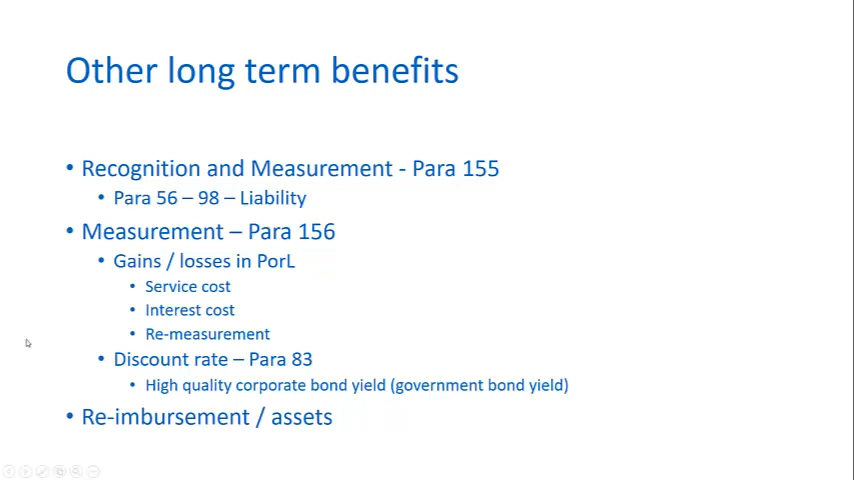 Other long term benefits
• Recognition and Measurement - Para 155
• Para 56 – 98 – Liability
• Measurement – Para 156
• Gains / losses in PorL
• Service cost
• Interest cost
• Re-measurement
• Discount rate – Para 83
• High quality corporate bond yield (government bond yield)
• Re-imbursement / assets